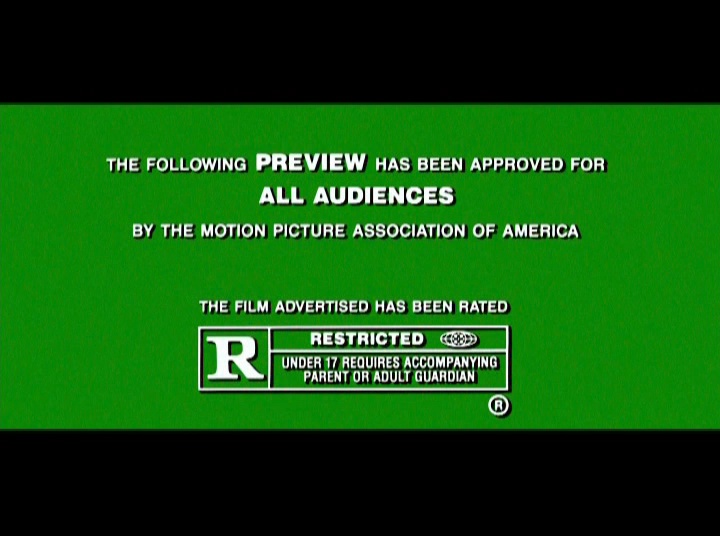 THE FOLLOWING PREVIEW HAS BEEN APPROVED FOR
ALL AUDIENCES
BY THE MOTION PICTURE ASSOCIATION OF AMERICA
THE FILM ADVERTISED HAS BEEN RATED
R
RESTRICTED
UNDER 17 REQUIRES ACCOMPANYING
PARENT OR ADULT GUARDIAN
®